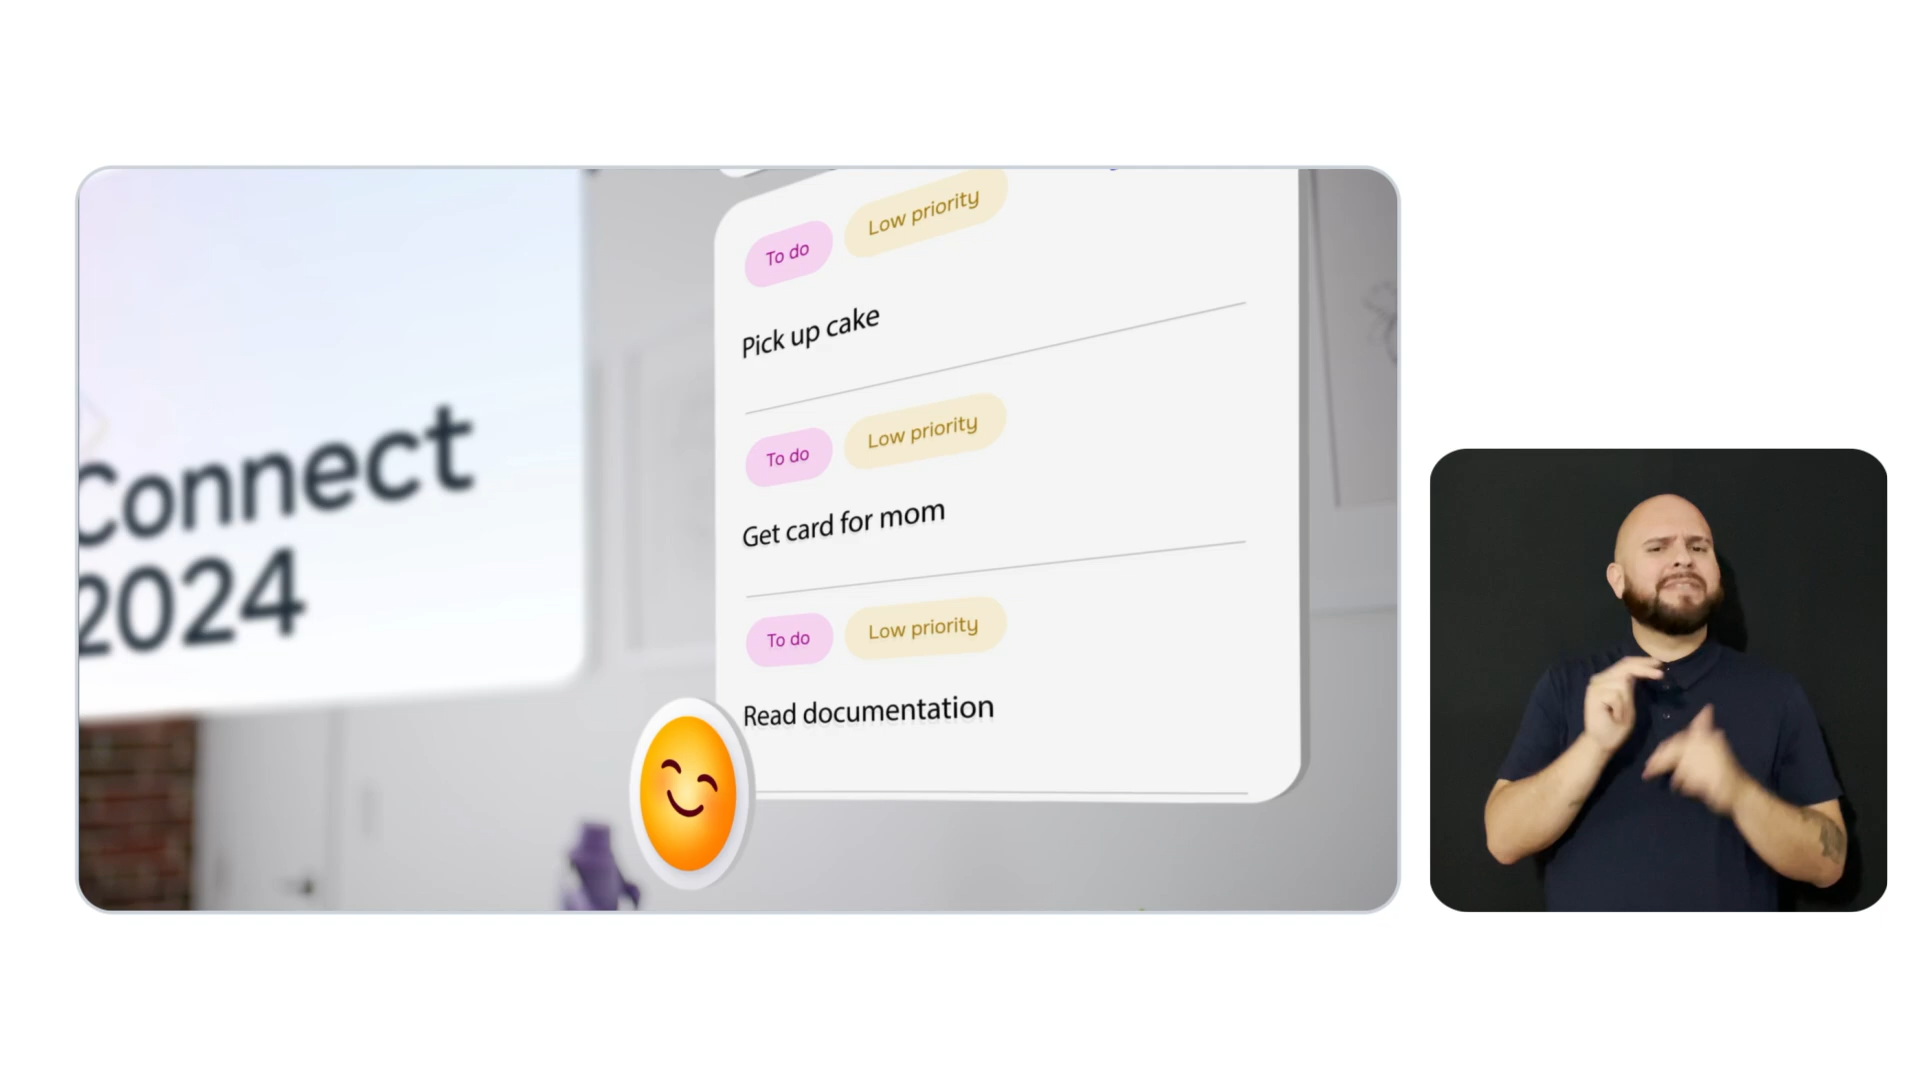 Connect
2024
To do
Low priority
Pick up cake
To do
Low priority
Get card for mom
To do
Low priority
Read documentation